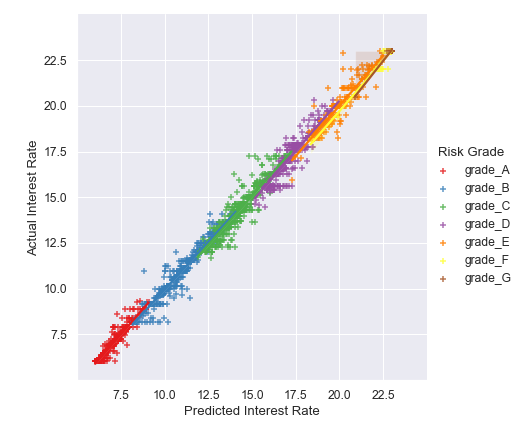 22.5
20.0
17.5
15.0
12.5
10.0
7.5
Actual Interest Rate
7.5 10.0 12.5 15.0 17.5 20.0 22.5
Predicted Interest Rate
Risk Grade
grade_A
grade_B
grade_C
grade_D
grade_E
grade_F
grade_G